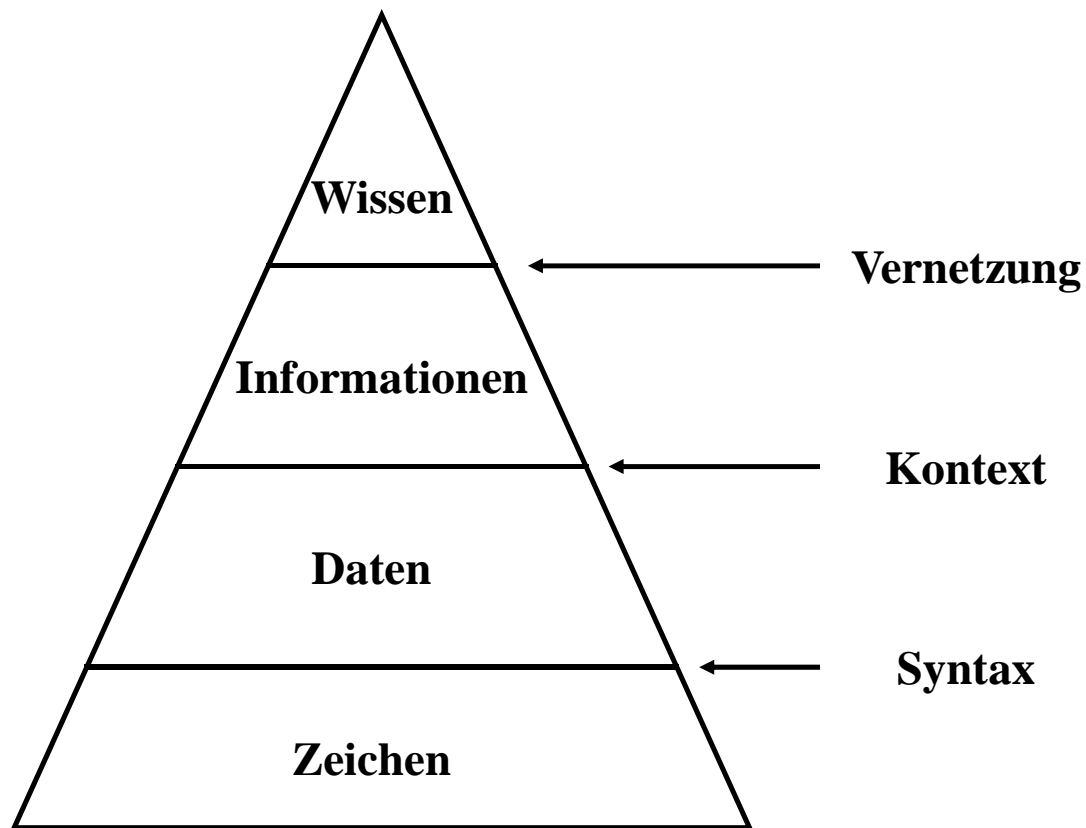 Wissen
Vernetzung
Informationen
Kontext
Daten
Syntax
Zeichen